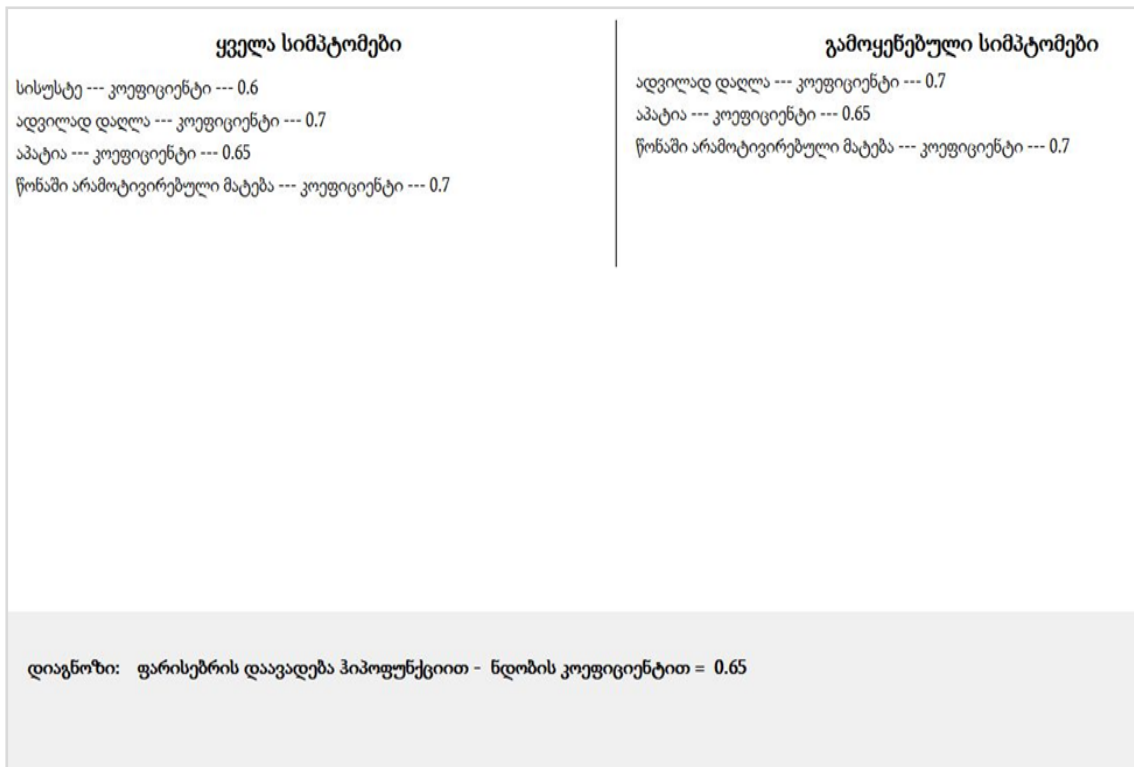 ყველა სიმპტომები
სისუსტე --- კოეფიციენტი --- 0.6
ადვილად დაღლა --- კოეფიციენტი --- 0.7
აპატია --- კოეფიციენტი --- 0.65
წონაში არამოტივირებული მატება --- კოეფიციენტი --- 0.7
გამოყენებული სიმპტომები
ადვილად დაღლა --- კოეფიციენტი --- 0.7
აპატია --- კოეფიციენტი --- 0.65
წონაში არამოტივირებული მატება --- კოეფიციენტი --- 0.7
დიაგნოზი: ფარისებრის დაავადება ჰიპოფუნქციით - ნდობის კოეფიციენტით = 0.65